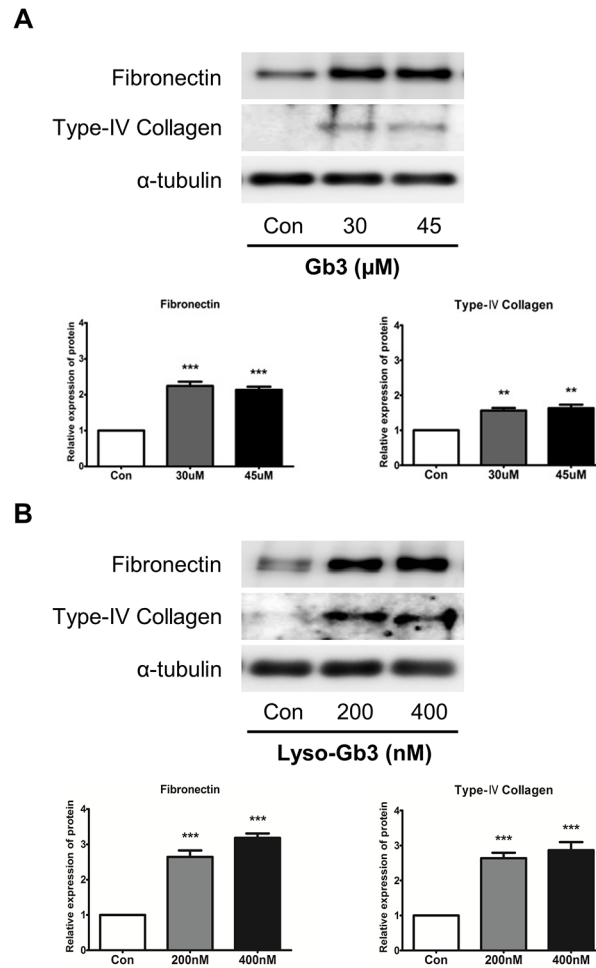 A
Fibronectin
Type-IV Collagen
α-tubulin
Con 30 45
Gb3 (µM)
Fibronectin
Relative expression of protein
4
3
2
1
0
*** ***
Con 30uM 45uM
Type-IV Collagen
Relative expression of protein
4
3
2
1
0
** **
Con 30uM 45uM
B
Fibronectin
Type-IV Collagen
α-tubulin
Con 200 400
Lyso-Gb3 (nM)
Fibronectin
Relative expression of protein
4
3
2
1
0
*** ***
Con 200nM 400nM
Type-IV Collagen
Relative expression of protein
4
3
2
1
0
*** ***
Con 200nM 400nM